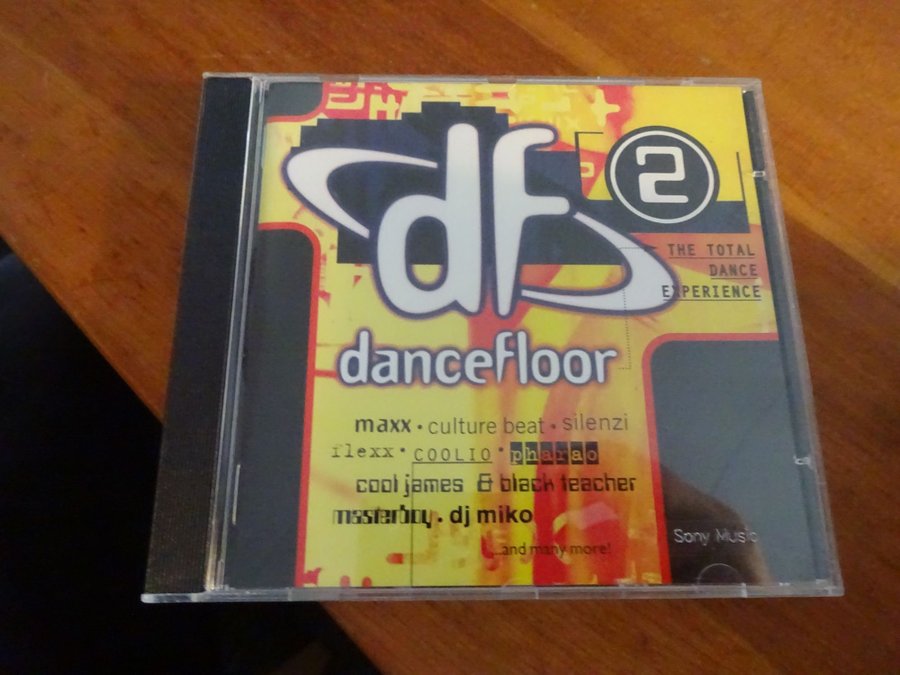 df
2
THE TOTAL
DANCE
EXPERIENCE
dancefloor
maxx • culture beat • silenzi
flexx • COOLIO • pharao
cool james & black teacher
masterboy • dj miko
...and many more!
Sony Music